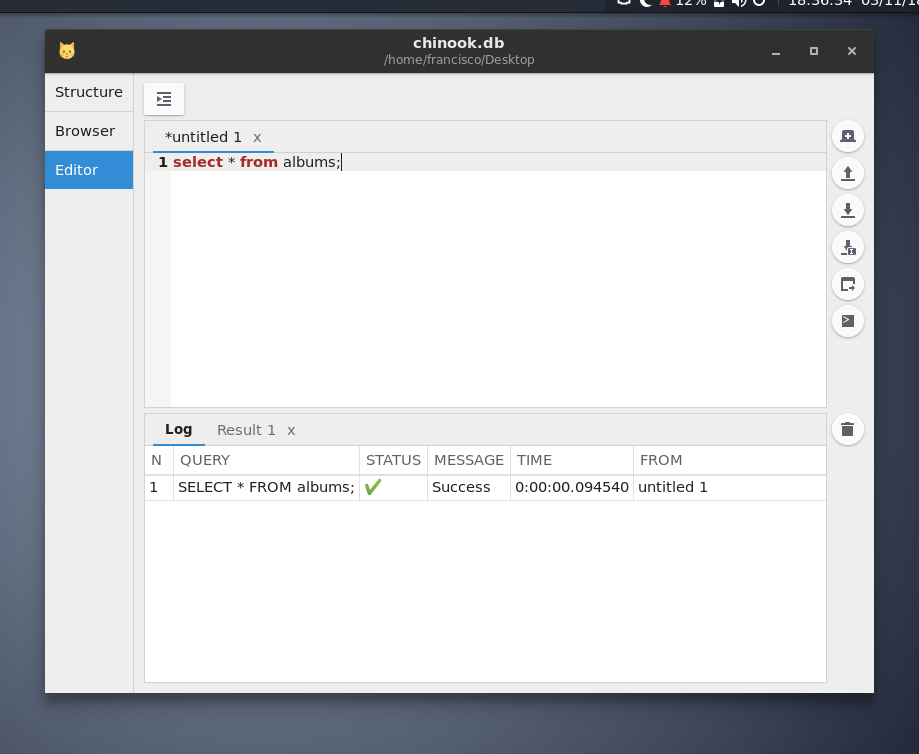 12% 18:36:34 03/11/18
chinook.db
/home/francisco/Desktop
Structure
Browser
Editor
*untitled 1 x
1 select * from albums;
Log Result 1 x
N QUERY STATUS MESSAGE TIME FROM
1 SELECT * FROM albums; Success 0:00:00.094540 untitled 1